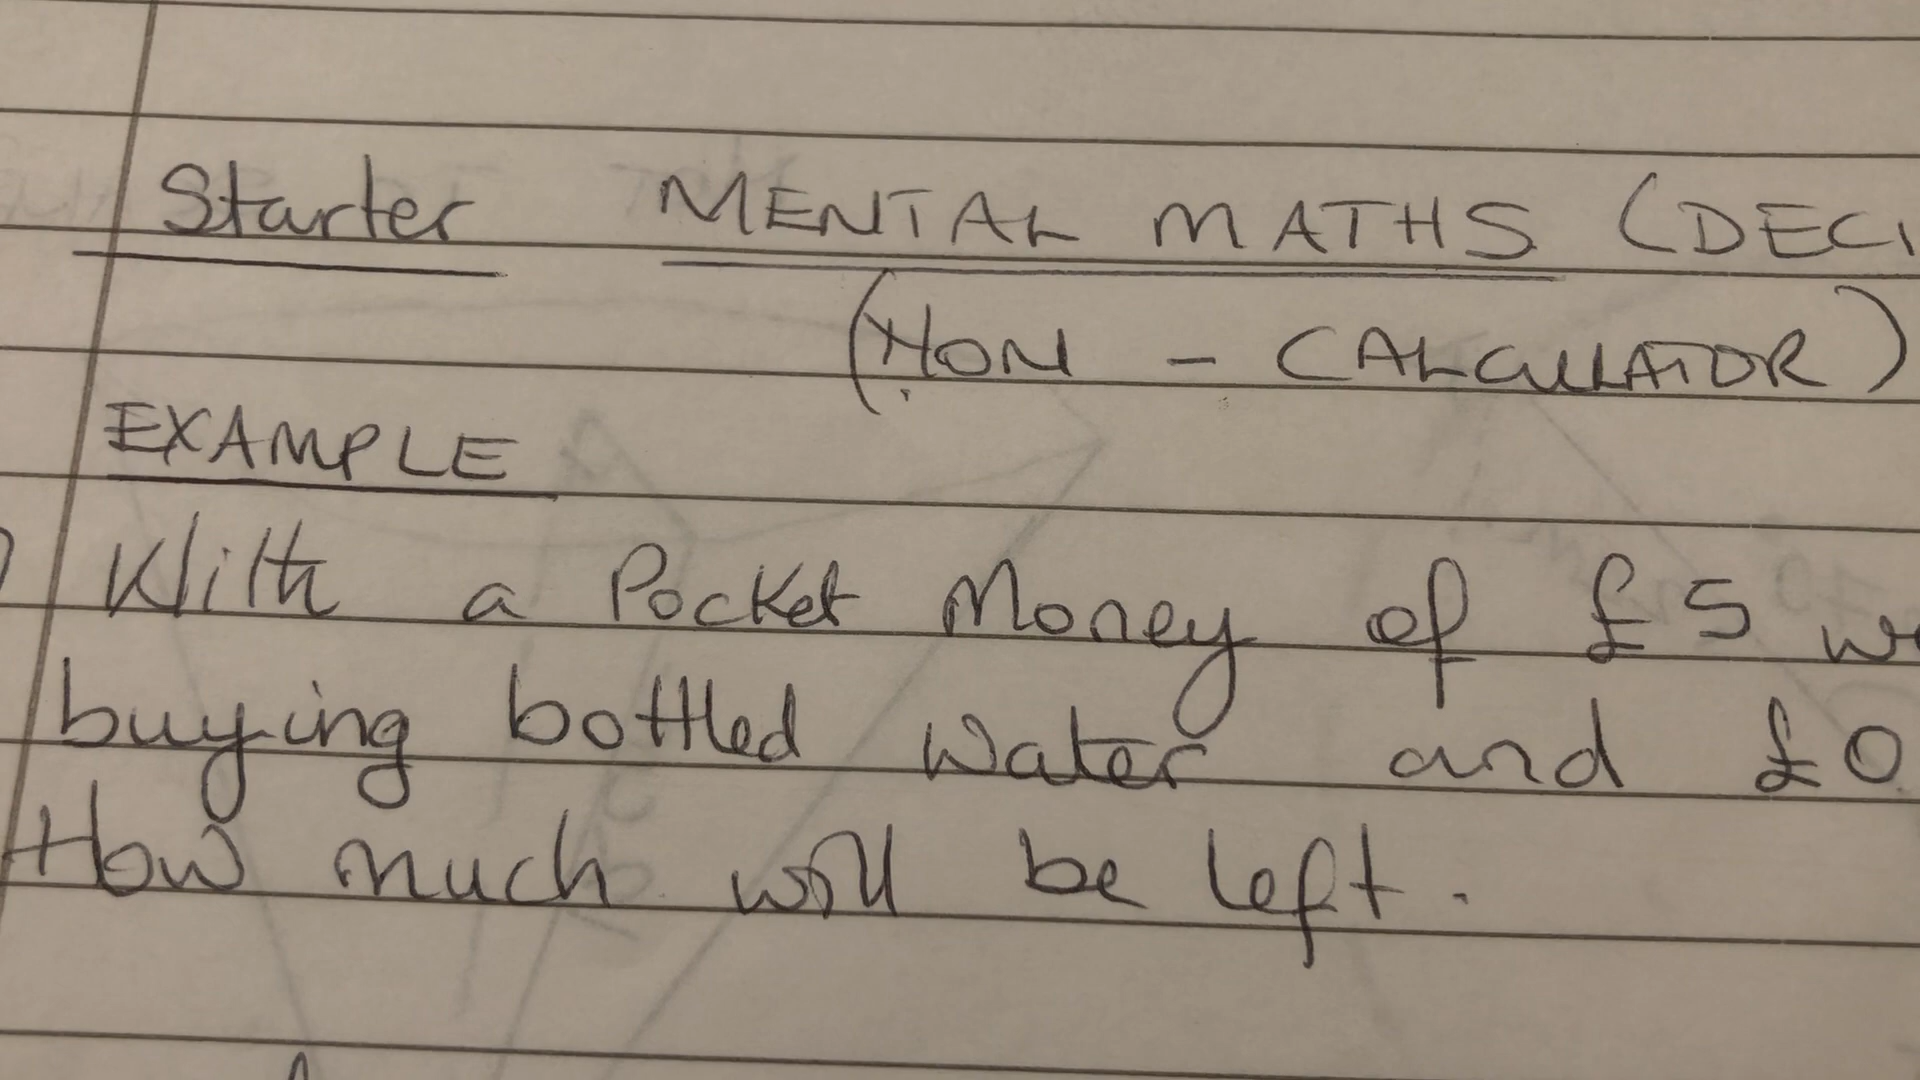 Starter MENTAL MATHS (DECI
(NON - CALCULATOR)
EXAMPLE
With a Pocket Money of £5 we
buying bottled Water and £0.
How much will be left.